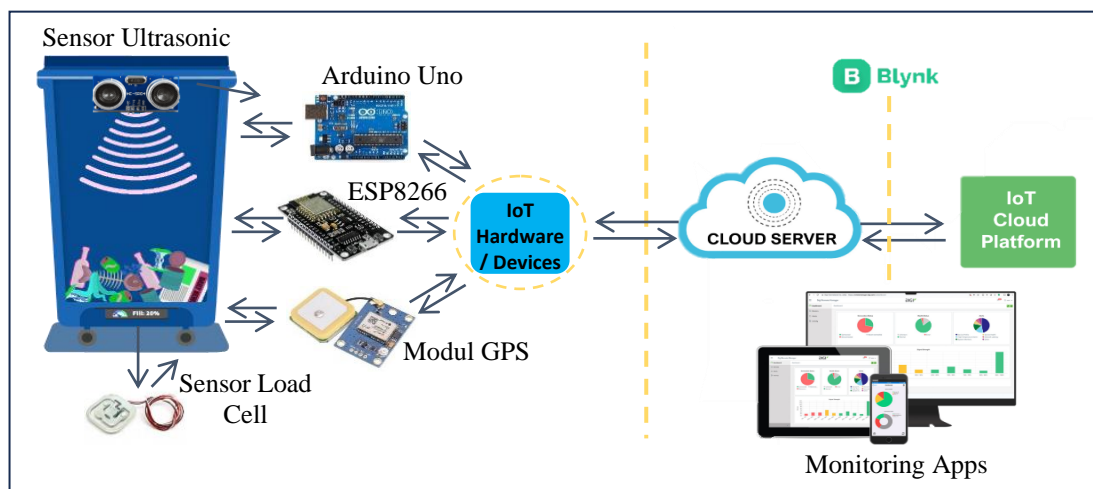 Sensor Ultrasonic
Arduino Uno
B Blynk
ESP8266
IoT
Hardware
/ Devices
CLOUD SERVER
IoT
Cloud
Platform
Fill: 20%
Modul GPS
Sensor Load
Cell
Monitoring Apps